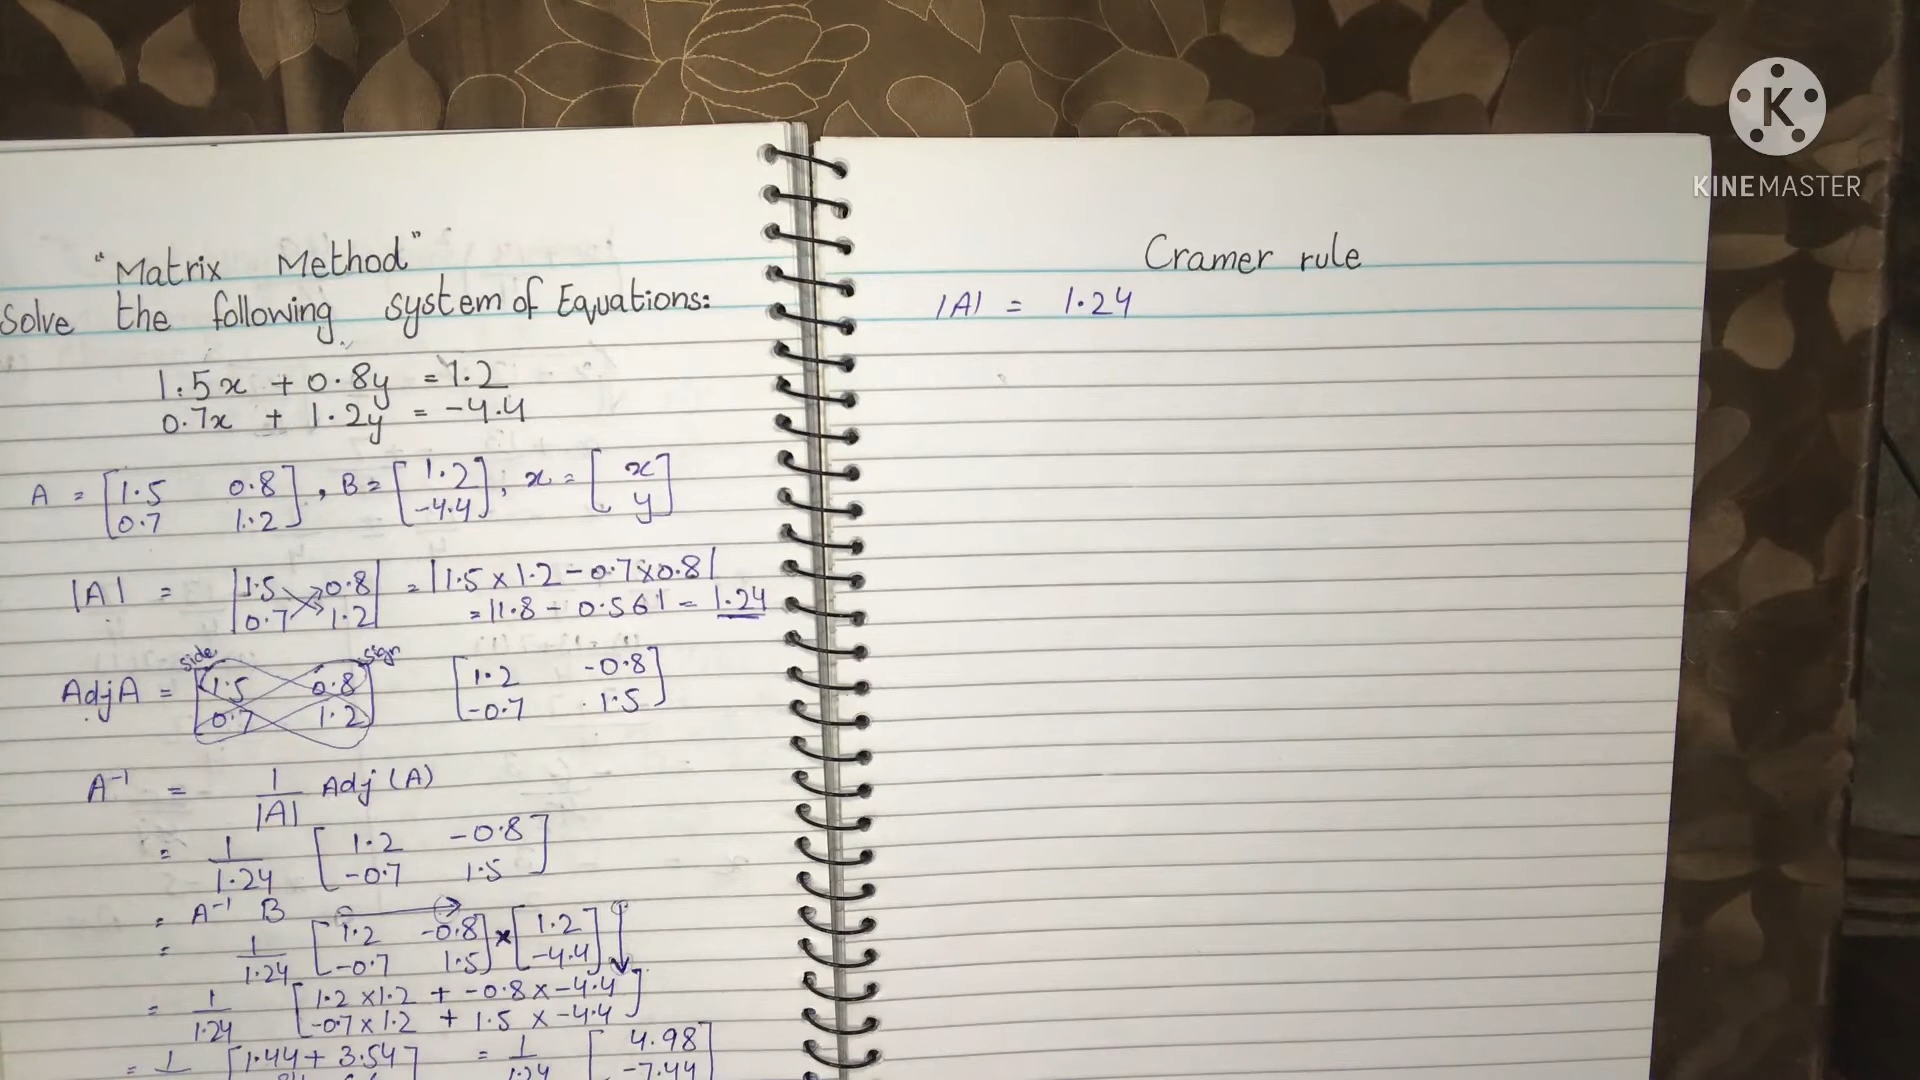 "Matrix Method"
Solve the following system of Equations:
1.5x + 0.8y = 1.2
0.7x + 1.2y = -4.4
A = [1.5 0.8
0.7 1.2], B = [1.2
-4.4]; x = [x
y]
|A| = |1.5 0.8
0.7 1.2| = |1.5 × 1.2 - 0.7 × 0.8|
= |1.8 - 0.56| = 1.24
side sign
Adj A = [1.5 0.8
0.7 1.2] [1.2 -0.8
-0.7 1.5]
A⁻¹ = 1/|A| Adj (A)
= 1/1.24 [1.2 -0.8
-0.7 1.5]
= A⁻¹ B
= 1/1.24 [1.2 -0.8
-0.7 1.5] × [1.2
-4.4]
= 1/1.24 [1.2 × 1.2 + -0.8 × -4.4
-0.7 × 1.2 + 1.5 × -4.4]
= 1 [1.44 + 3.54] = 1/1.24 [4.98
-7.44]
Cramer rule
|A| = 1.24
K
KINEMASTER